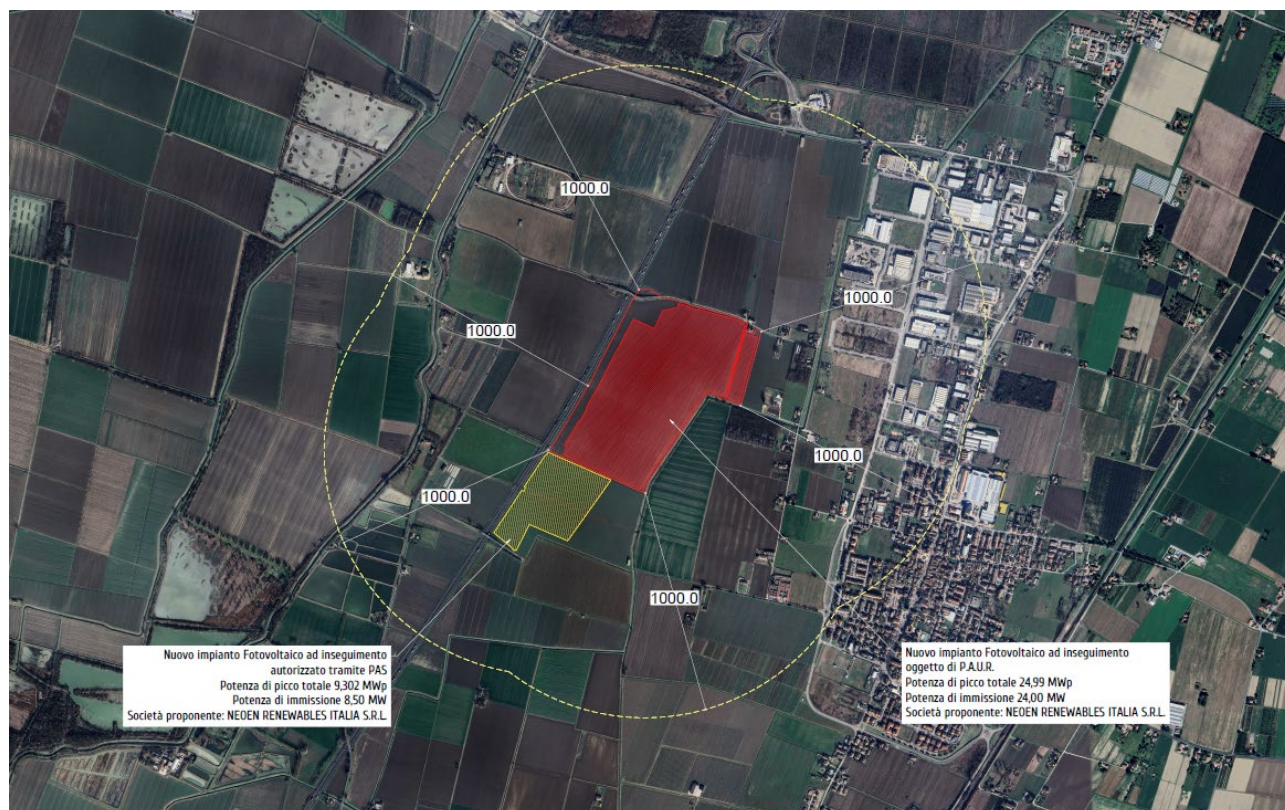 1000.0
1000.0
1000.0
1000.0
1000.0
1000.0
Nuovo impianto Fotovoltaico ad inseguimento
autorizzato tramite PAS
Potenza di picco totale 9,302 MWp
Potenza di immissione 8,50 MW
Società proponente: NEOEN RENEWABLES ITALIA S.R.L.
Nuovo impianto Fotovoltaico ad inseguimento
oggetto di P.A.U.R.
Potenza di picco totale 24,99 MWp
Potenza di immissione 24,00 MW
Società proponente: NEOEN RENEWABLES ITALIA S.R.L.